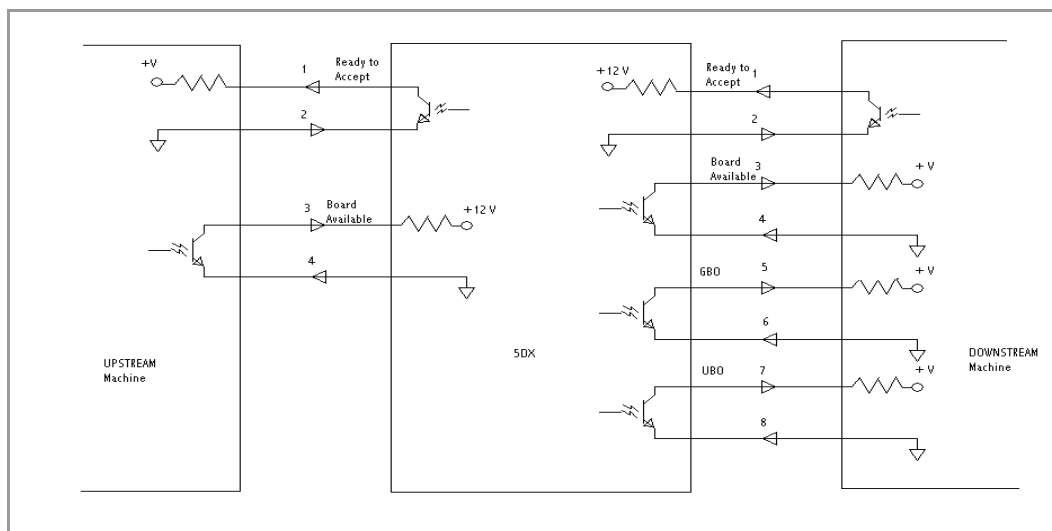 +V
1
Ready to
Accept
2
3
Board
Available
+12 V
4
UPSTREAM
Machine
5DX
+12 V
Ready to
Accept
1
2
Board
Available
3
+ V
4
GBO
5
+ V
6
UBO
7
+ V
8
DOWNSTREAM
Machine